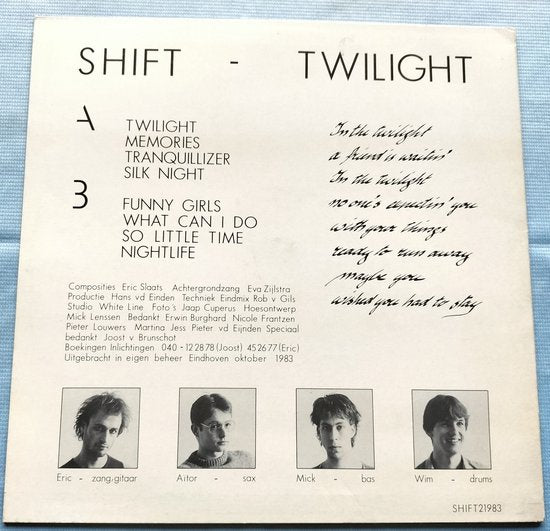 SHIFT - TWILIGHT
A
TWILIGHT
MEMORIES
TRANQUILLIZER
SILK NIGHT
B
FUNNY GIRLS
WHAT CAN I DO
SO LITTLE TIME
NIGHTLIFE
In the twilight
a friend is waitin'
In the twilight
no one's expectin' you
with your things
ready to run away
maybe you
wished you had to stay
Composities Eric Slaats Achtergrondzang Eva Zijlstra
Productie Hans vd Einden Techniek Eindmix Rob v Gils
Studio White Line Foto's Jaap Cuperus Hoesontwerp
Mick Lenssen Bedankt Erwin Burghard Nicole Frantzen
Pieter Louwers Martina Jess Pieter vd Eijnden Speciaal
bedankt Joost v Brunschot
Boekingen Inlichtingen 040-122878 (Joost) 452677 (Eric)
Uitgebracht in eigen beheer Eindhoven oktober 1983
Eric - zang,gitaar
Aitor - sax
Mick - bas
Wim - drums
SHIFT21983